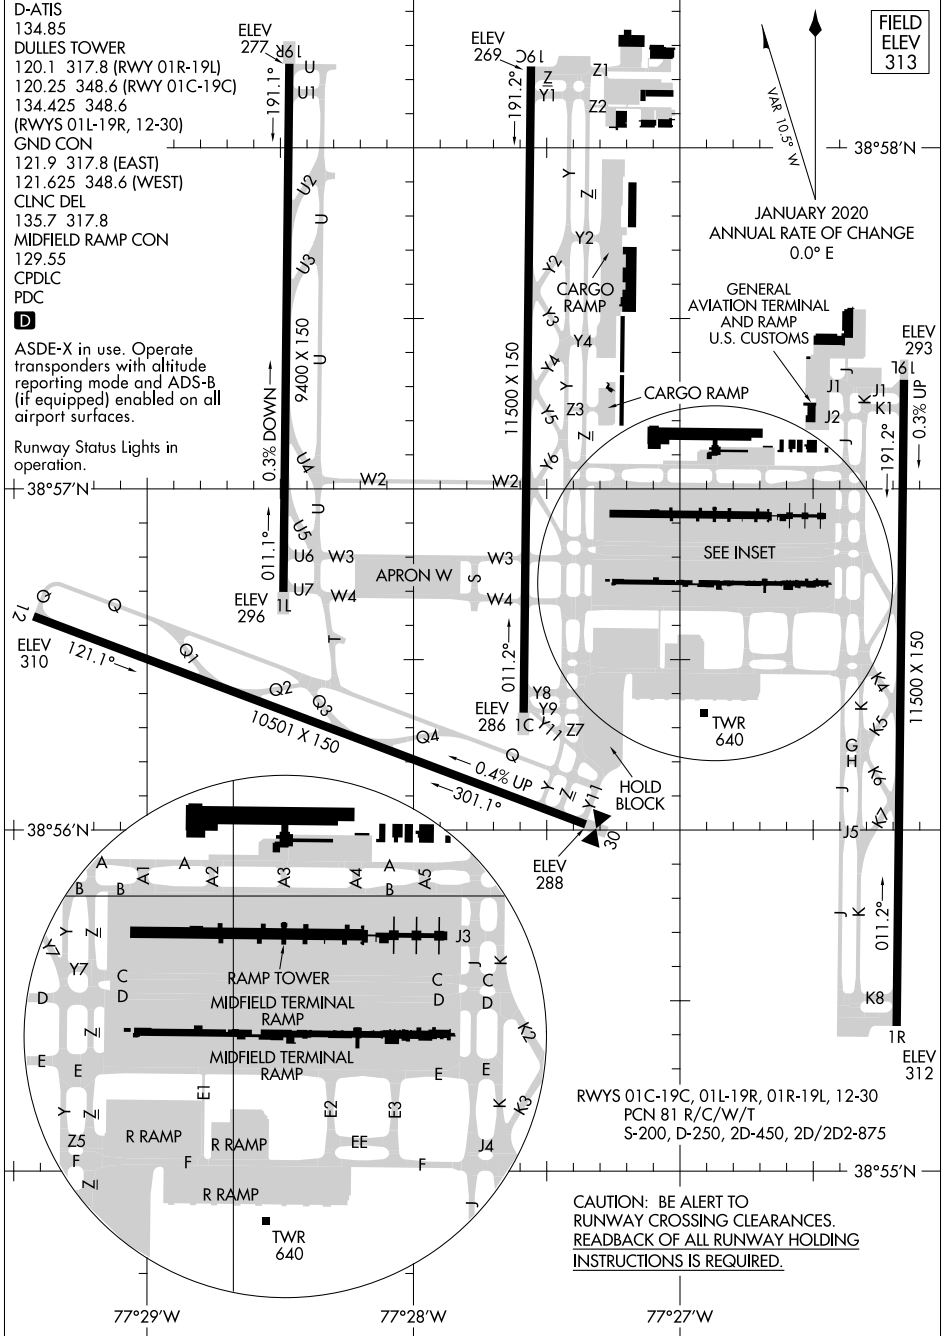 D-ATIS
134.85
DULLES TOWER
120.1 317.8 (RWY 01R-19L)
120.25 348.6 (RWY 01C-19C)
134.425 348.6
(RWYS 01L-19R, 12-30)
GND CON
121.9 317.8 (EAST)
121.625 348.6 (WEST)
CLNC DEL
135.7 317.8
MIDFIELD RAMP CON
129.55
CPDLC
PDC
D
ASDE-X in use. Operate
transponders with altitude
reporting mode and ADS-B
(if equipped) enabled on all
airport surfaces.
Runway Status Lights in
operation.
ELEV
277
19R
U
U1
191.1°
U2
U
U3
U
9400 X 150
0.3% DOWN
U4
U
U5
011.1°
U6
U7
ELEV
296
1L
W2
W2
W3
W3
APRON W
S
W4
W4
T
ELEV
269
19C
Z
Y1
Z1
Z2
191.2°
Y
Z
Y2
Y2
CARGO
RAMP
Y3
Y4
Y4
Y
Y5
Z3
CARGO RAMP
Z
Y6
11500 X 150
011.2°
ELEV
286
1C
Y8
Y9
Y11
Z7
FIELD
ELEV
313
VAR 10.5° W
JANUARY 2020
ANNUAL RATE OF CHANGE
0.0° E
38°58'N
GENERAL
AVIATION TERMINAL
AND RAMP
U.S. CUSTOMS
ELEV
293
19L
J
J1
J1
K
K1
J2
J
191.2°
0.3% UP
SEE INSET
TWR
640
K4
K
K5
G
H
K6
J
K7
J5
11500 X 150
J
K
011.2°
K8
1R
ELEV
312
38°57'N
12
ELEV
310
Q
Q
121.1°
Q1
Q2
Q3
10501 X 150
Q4
Q
0.4% UP
301.1°
Y
Z
Y11
HOLD
BLOCK
30
ELEV
288
38°56'N
A
A
A1
A2
A3
A4
A
A5
B
B
B
Y
Z
Y7
Y7
J3
RAMP TOWER
J
K
C
C
C
D
D
D
D
MIDFIELD TERMINAL
RAMP
Z
K2
MIDFIELD TERMINAL
RAMP
E
E
E
E
E1
E2
E3
Y
Z
K
K3
Z5
R RAMP
R RAMP
EE
J4
F
F
F
Z
R RAMP
J
TWR
640
RWYS 01C-19C, 01L-19R, 01R-19L, 12-30
PCN 81 R/C/W/T
S-200, D-250, 2D-450, 2D/2D2-875
38°55'N
CAUTION: BE ALERT TO
RUNWAY CROSSING CLEARANCES.
READBACK OF ALL RUNWAY HOLDING
INSTRUCTIONS IS REQUIRED.
77°29'W
77°28'W
77°27'W